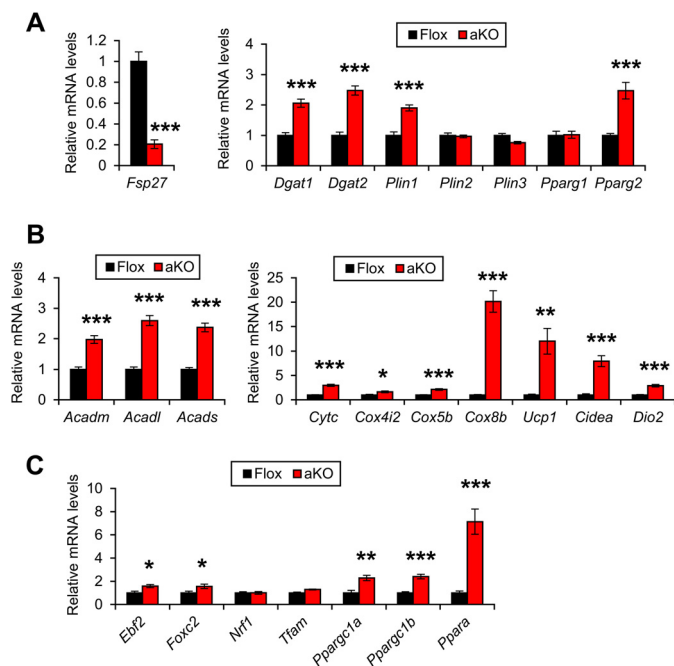 A
Relative mRNA levels
1.2
1
0.8
0.6
0.4
0.2
0
***
Fsp27
Flox aKO
Relative mRNA levels
4
3
2
1
0
*** *** *** ***
Dgat1 Dgat2 Plin1 Plin2 Plin3 Pparg1 Pparg2
B
Flox aKO
Relative mRNA levels
4
3
2
1
0
*** *** ***
Acadm Acadl Acads
Flox aKO
Relative mRNA levels
25
20
15
10
5
0
*** * *** *** ** *** ***
Cytc Cox4i2 Cox5b Cox8b Ucp1 Cidea Dio2
C
Flox aKO
Relative mRNA levels
10
8
6
4
2
0
* * ** *** ***
Ebf2 Foxc2 Nrf1 Tfam Ppargc1a Ppargc1b Ppara